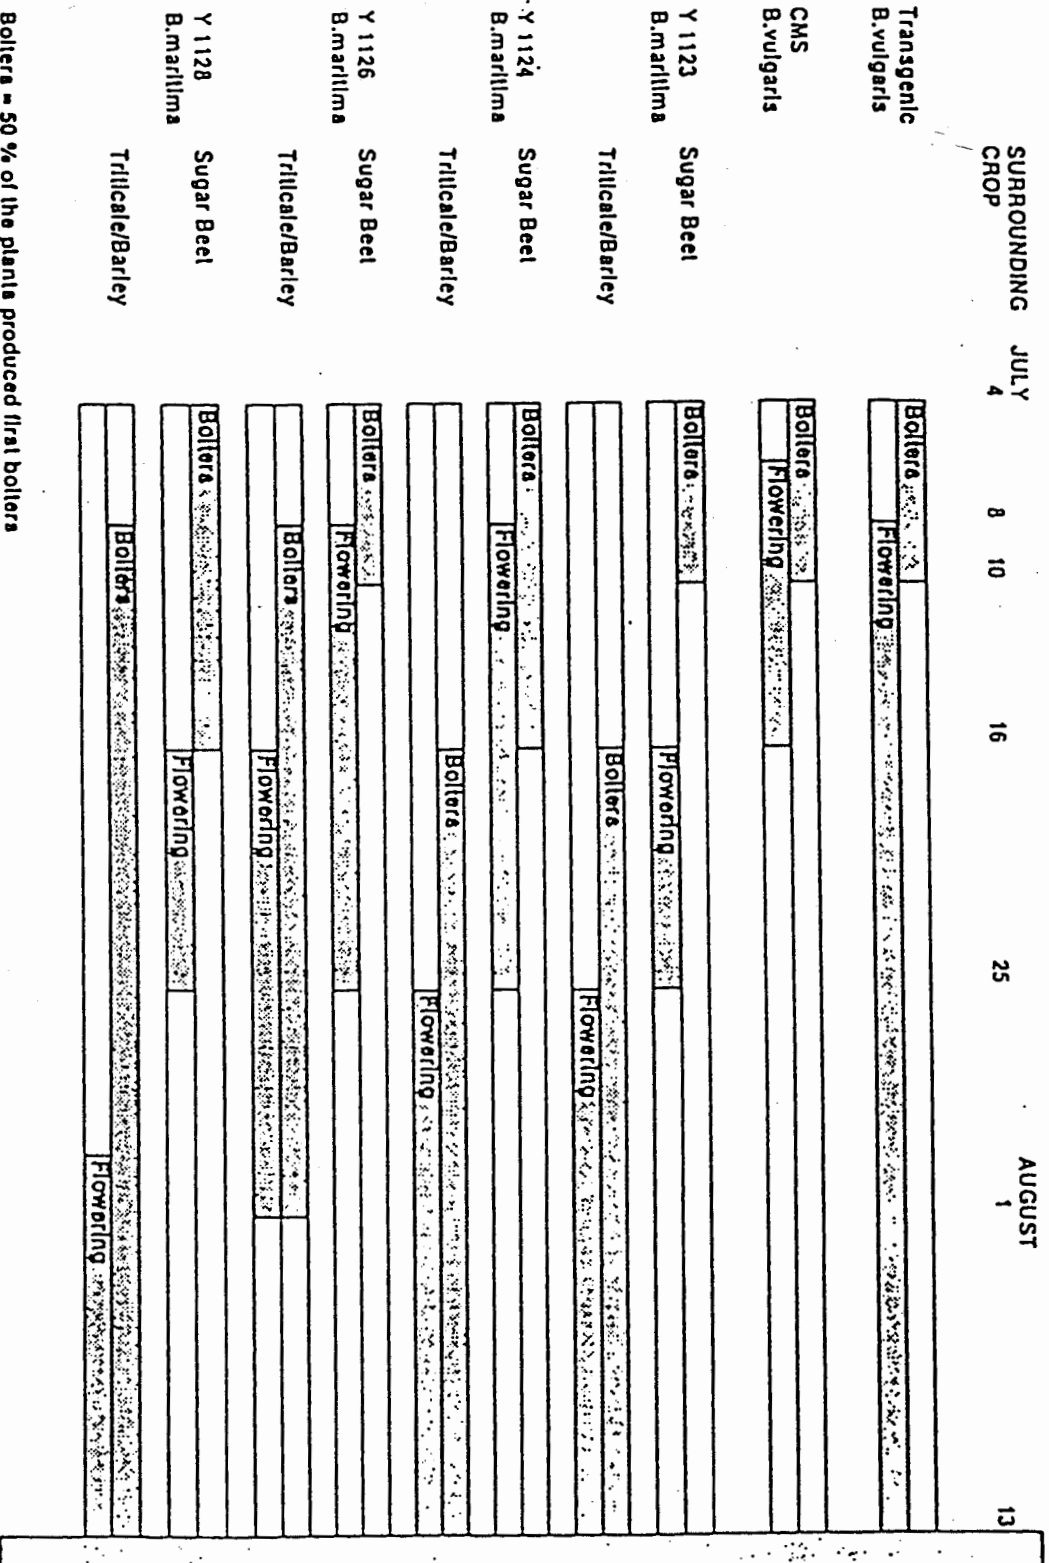 SURROUNDING
CROP
JULY
AUGUST
4 8 10 16 25 1 13
Transgenic
B.vulgaris
Bolters
Flowering
CMS
B.vulgaris
Bolters
Flowering
Y 1123
B.maritima
Sugar Beet
Bolters
Flowering
Triticale/Barley
Bolters
Flowering
Y 1124
B.maritima
Sugar Beet
Bolters
Flowering
Triticale/Barley
Bolters
Flowering
Y 1126
B.maritima
Sugar Beet
Bolters
Flowering
Triticale/Barley
Bolters
Flowering
Y 1128
B.maritima
Sugar Beet
Bolters
Flowering
Triticale/Barley
Bolters
Flowering
Bolters = 50 % of the plants produced first bolters